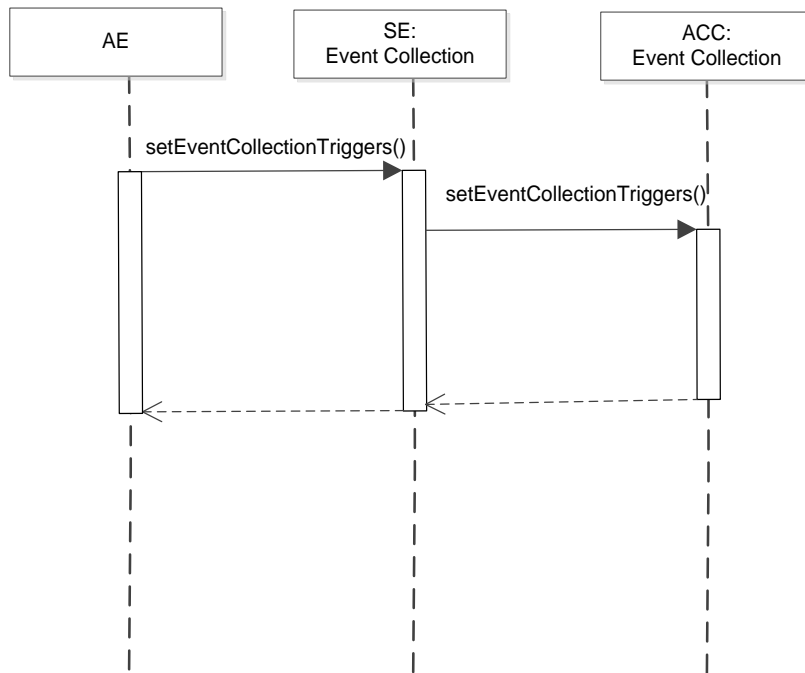 AE
SE:
Event Collection
ACC:
Event Collection
setEventCollectionTriggers()
setEventCollectionTriggers()